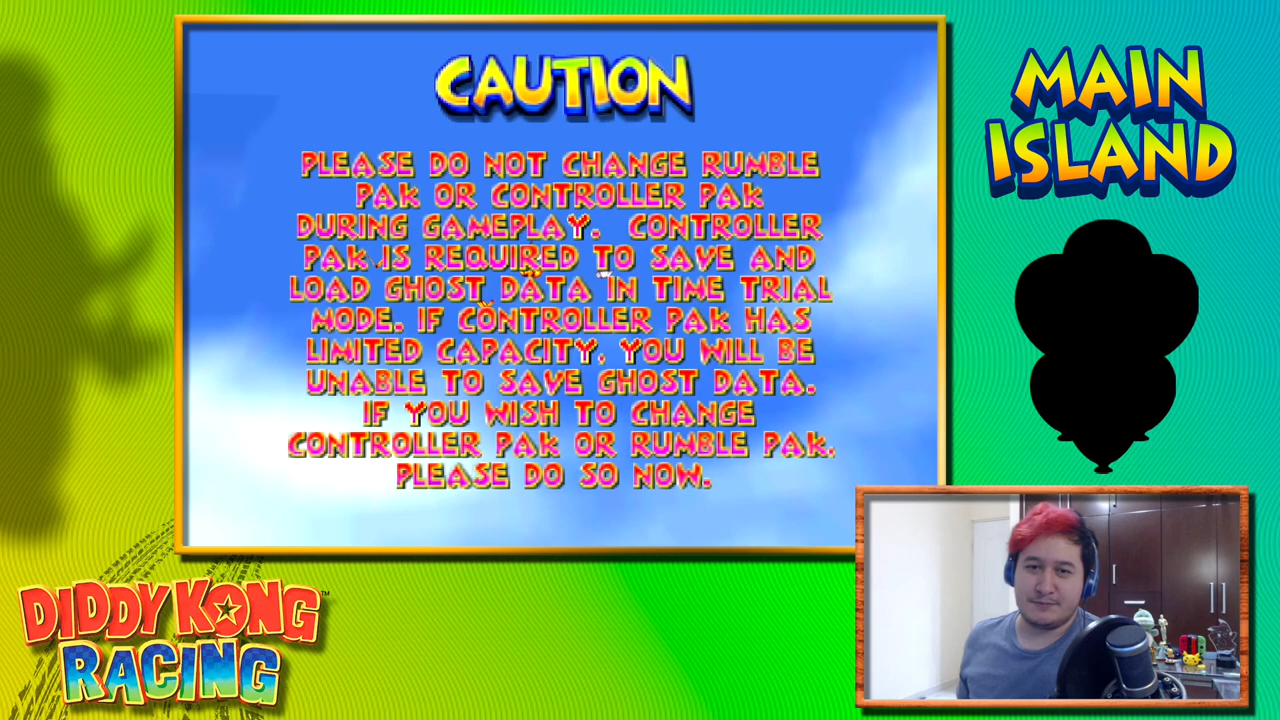 CAUTION
PLEASE DO NOT CHANGE RUMBLE
PAK OR CONTROLLER PAK
DURING GAMEPLAY. CONTROLLER
PAK IS REQUIRED TO SAVE AND
LOAD GHOST DATA IN TIME TRIAL
MODE. IF CONTROLLER PAK HAS
LIMITED CAPACITY, YOU WILL BE
UNABLE TO SAVE GHOST DATA.
IF YOU WISH TO CHANGE
CONTROLLER PAK OR RUMBLE PAK,
PLEASE DO SO NOW.
MAIN
ISLAND
DIDDY KONG
RACING
™